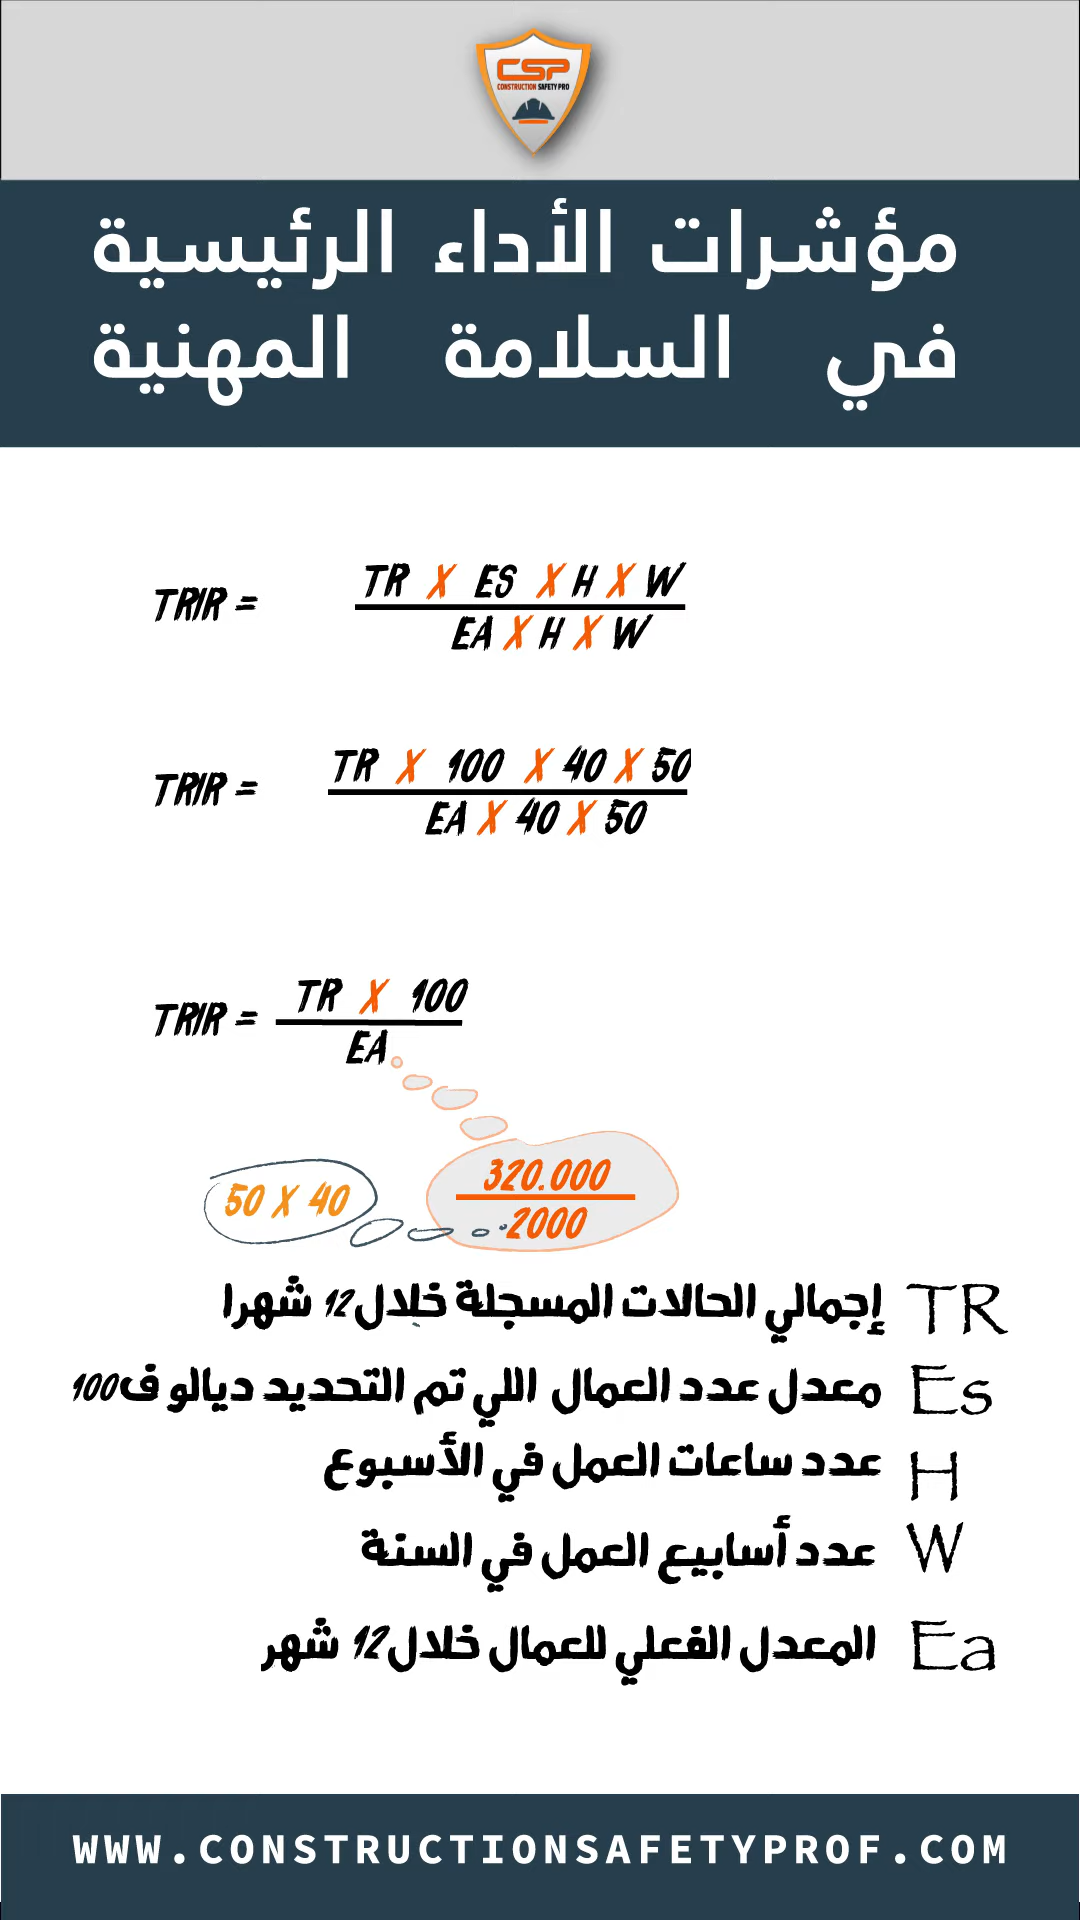 CSP
CONSTRUCTION SAFETY PRO
مؤشرات الأداء الرئيسية
في السلامة المهنية
TRIR = TR X ES X H X W
EA X H X W
TRIR = TR X 100 X 40 X 50
EA X 40 X 50
TRIR = TR X 100
EA
320.000
2000
50 X 40
TR إجمالي الحالات المسجلة خلال 12 شهرا
Es معدل عدد العمال اللي تم التحديد ديالو ف 100
H عدد ساعات العمل في الأسبوع
W عدد أسابيع العمل في السنة
Ea المعدل الفعلي للعمال خلال 12 شهر
WWW.CONSTRUCTIONSAFETYPROF.COM